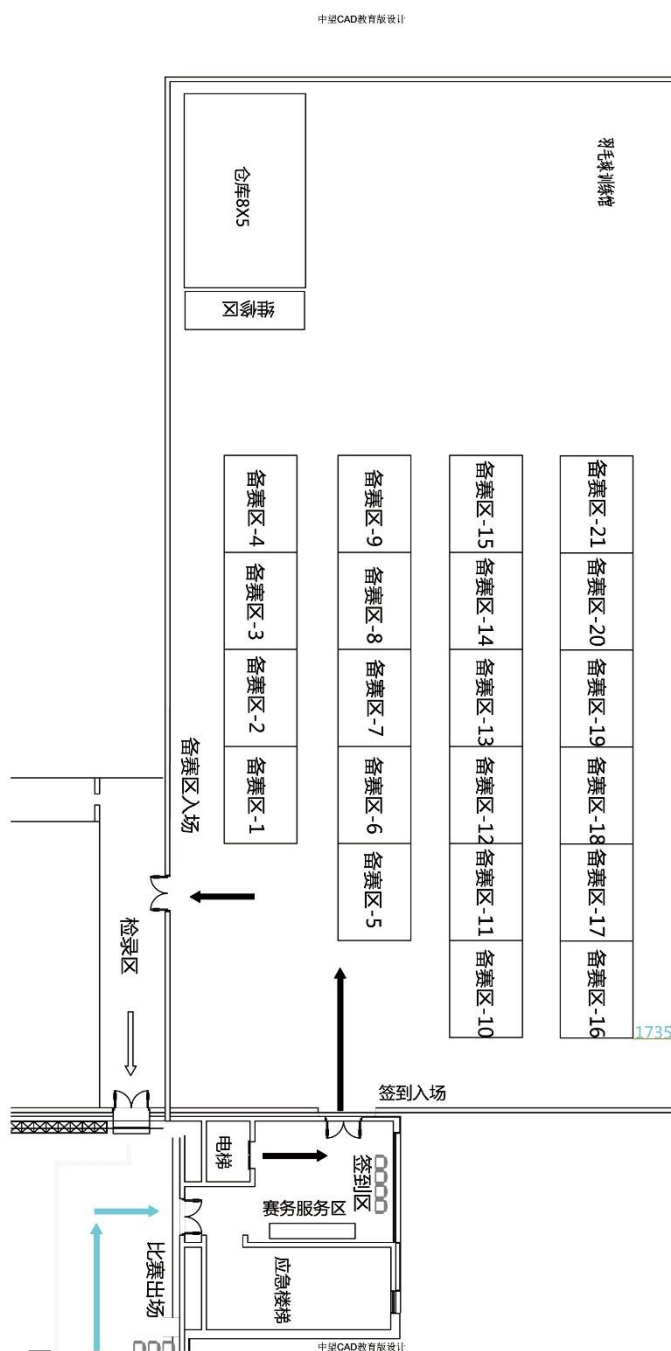 中望CAD教育版设计
羽毛球训练馆
仓库8X5
维修区
备赛区-4
备赛区-9
备赛区-15
备赛区-21
备赛区-3
备赛区-8
备赛区-14
备赛区-20
备赛区-2
备赛区-7
备赛区-13
备赛区-19
备赛区入场
备赛区-1
备赛区-6
备赛区-12
备赛区-18
备赛区-5
备赛区-11
备赛区-17
检录区
备赛区-10
备赛区-16
1735
签到入场
电梯
签到区
赛务服务区
比赛出场
应急楼梯
中望CAD教育版设计